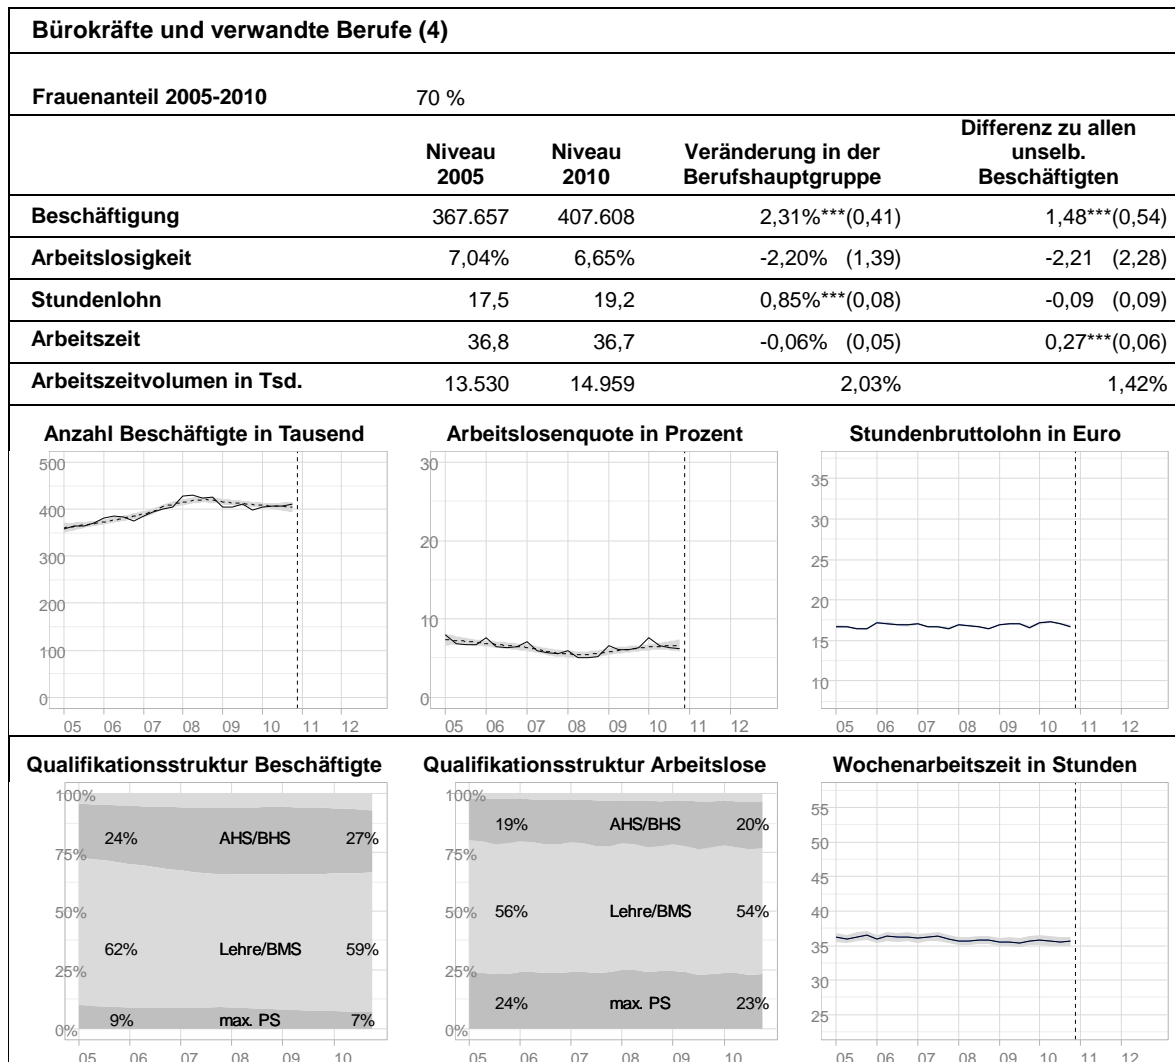 Bürokräfte und verwandte Berufe (4)
Frauenanteil 2005-2010 70 %
Niveau 2005 Niveau 2010 Veränderung in der Berufshauptgruppe Differenz zu allen unselb. Beschäftigten
Beschäftigung 367.657 407.608 2,31%***(0,41) 1,48***(0,54)
Arbeitslosigkeit 7,04% 6,65% -2,20% (1,39) -2,21 (2,28)
Stundenlohn 17,5 19,2 0,85%***(0,08) -0,09 (0,09)
Arbeitszeit 36,8 36,7 -0,06% (0,05) 0,27***(0,06)
Arbeitszeitvolumen in Tsd. 13.530 14.959 2,03% 1,42%
Anzahl Beschäftigte in Tausend
500
400
300
200
100
0
05 06 07 08 09 10 11 12
Arbeitslosenquote in Prozent
30
20
10
0
05 06 07 08 09 10 11 12
Stundenbruttolohn in Euro
35
30
25
20
15
10
05 06 07 08 09 10 11 12
Qualifikationsstruktur Beschäftigte
100%
24% AHS/BHS 27%
75%
50%
62% Lehre/BMS 59%
25%
9% max. PS 7%
0%
05 06 07 08 09 10
Qualifikationsstruktur Arbeitslose
100%
19% AHS/BHS 20%
75%
50%
56% Lehre/BMS 54%
25%
24% max. PS 23%
0%
05 06 07 08 09 10
Wochenarbeitszeit in Stunden
55
50
45
40
35
30
25
05 06 07 08 09 10 11 12